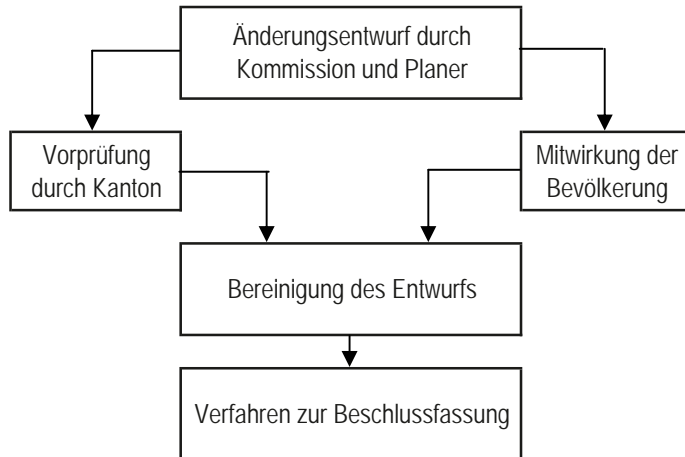 Änderungsentwurf durch
Kommission und Planer
Vorprüfung
durch Kanton
Mitwirkung der
Bevölkerung
Bereinigung des Entwurfs
Verfahren zur Beschlussfassung